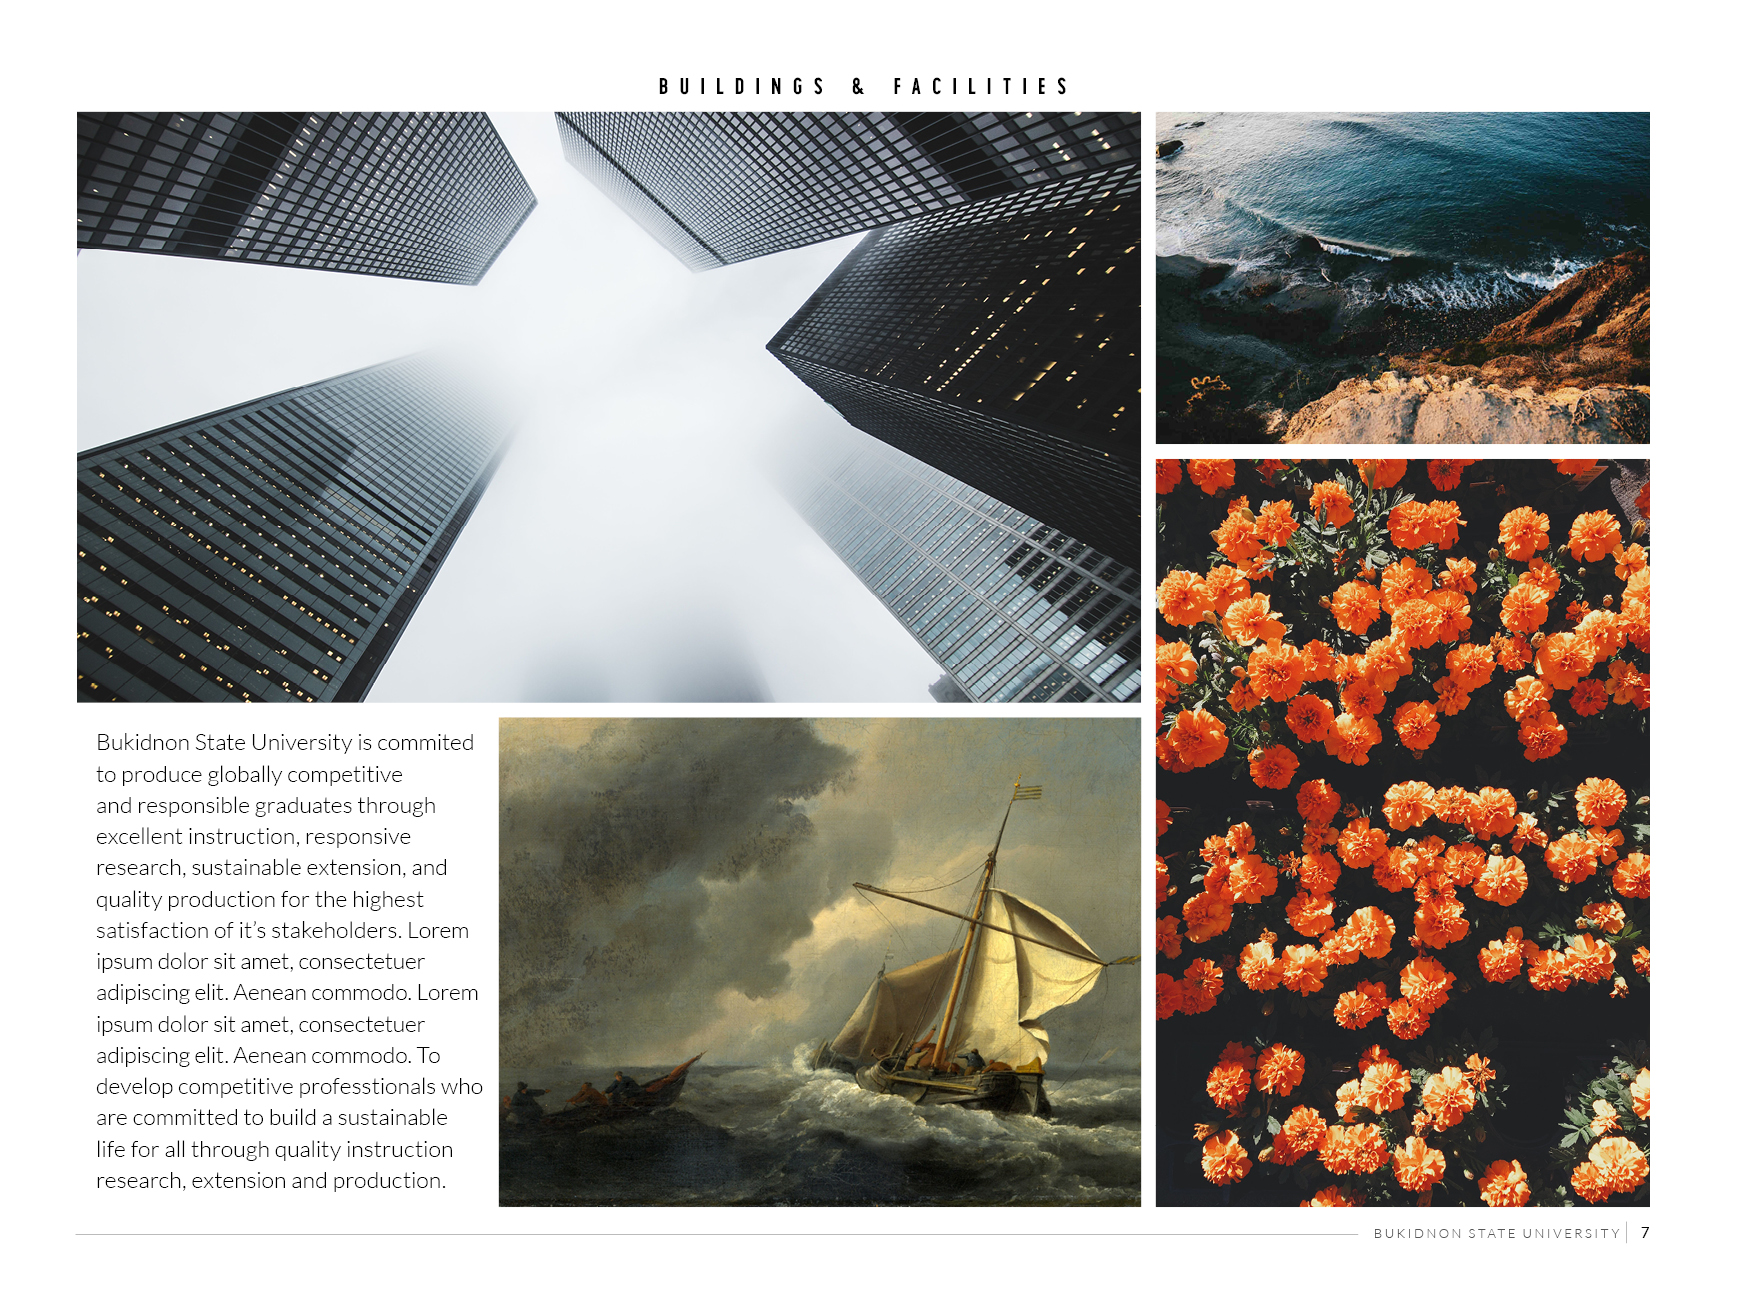 BUILDINGS & FACILITIES
Bukidnon State University is commited
to produce globally competitive
and responsible graduates through
excellent instruction, responsive
research, sustainable extension, and
quality production for the highest
satisfaction of it’s stakeholders. Lorem
ipsum dolor sit amet, consectetuer
adipiscing elit. Aenean commodo. Lorem
ipsum dolor sit amet, consectetuer
adipiscing elit. Aenean commodo. To
develop competitive professtionals who
are committed to build a sustainable
life for all through quality instruction
research, extension and production.
BUKIDNON STATE UNIVERSITY 7